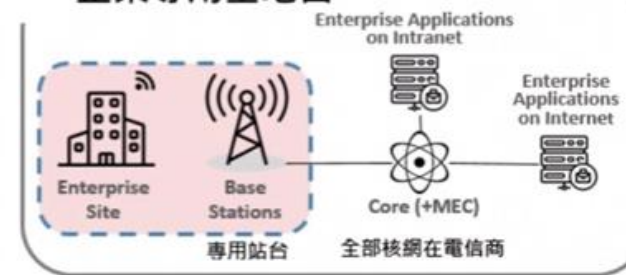 Enterprise Applications
on Intranet
Enterprise
Applications
on Internet
Enterprise
Site
Base
Stations
Core (+MEC)
專用站台
全部核網在電信商